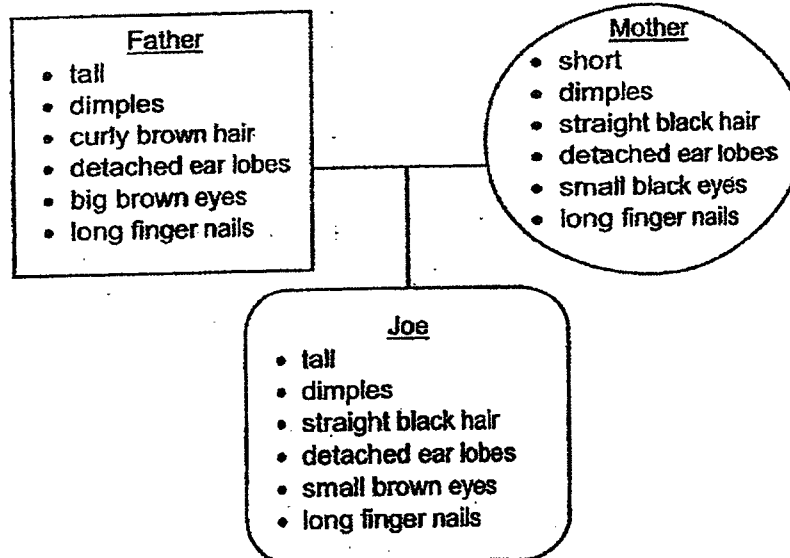 Father
• tall
• dimples
• curly brown hair
• detached ear lobes
• big brown eyes
• long finger nails
Mother
• short
• dimples
• straight black hair
• detached ear lobes
• small black eyes
• long finger nails
Joe
• tall
• dimples
• straight black hair
• detached ear lobes
• small brown eyes
• long finger nails